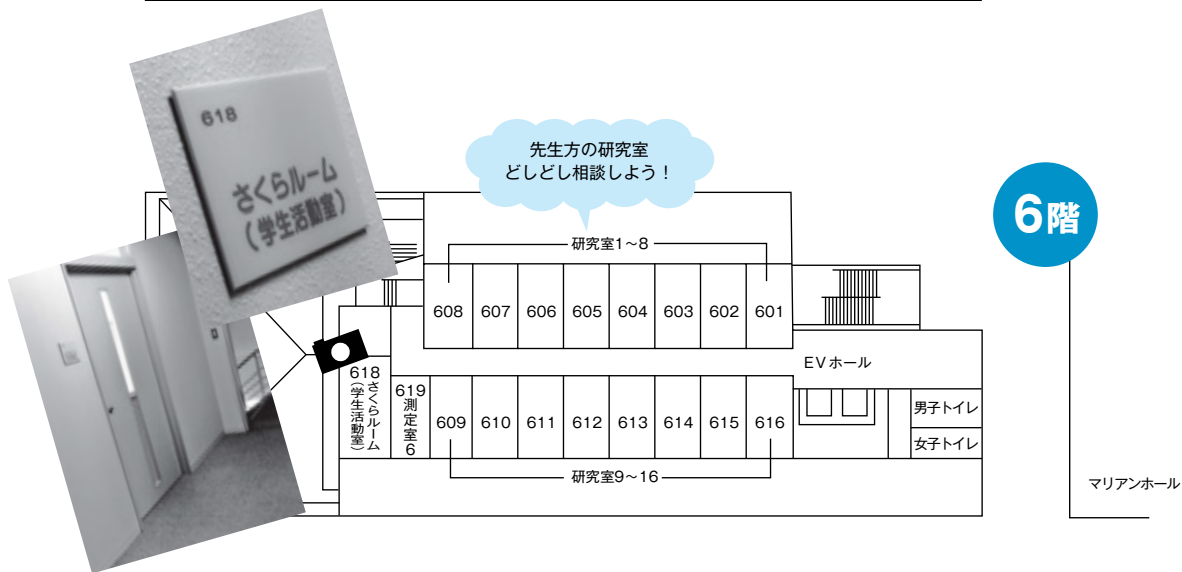 618
さくらルーム
（学生活動室）
先生方の研究室
どしどし相談しよう！
6階
研究室1〜8
608 607 606 605 604 603 602 601
EVホール
618 さくらルーム（学生活動室）
619 測定室6
609 610 611 612 613 614 615 616
男子トイレ
女子トイレ
研究室9〜16
マリアンホール